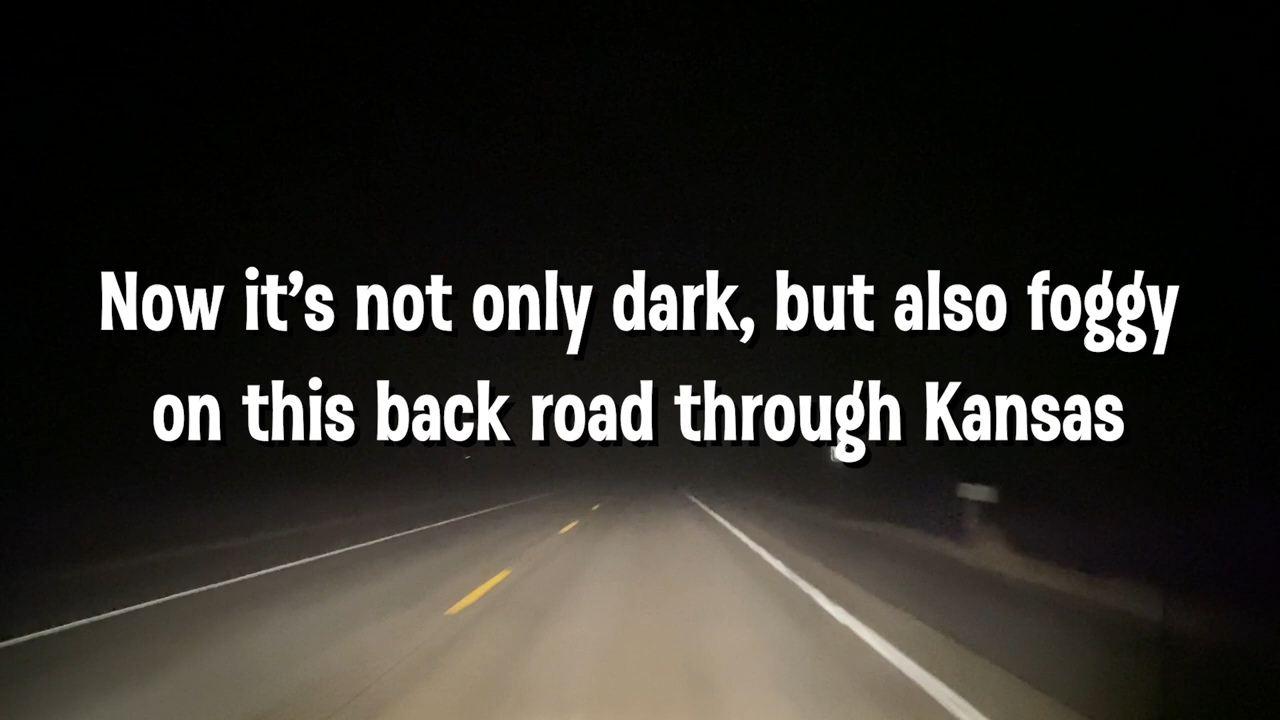 Now it’s not only dark, but also foggy
on this back road through Kansas